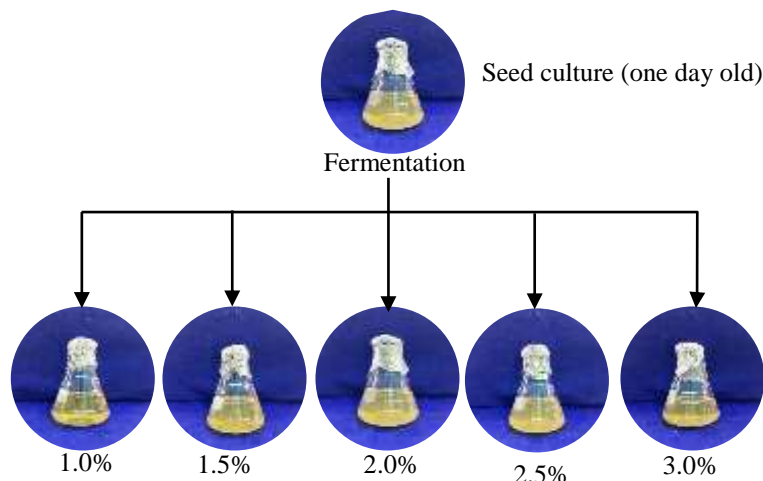 Seed culture (one day old)
Fermentation
1.0%
1.5%
2.0%
2.5%
3.0%